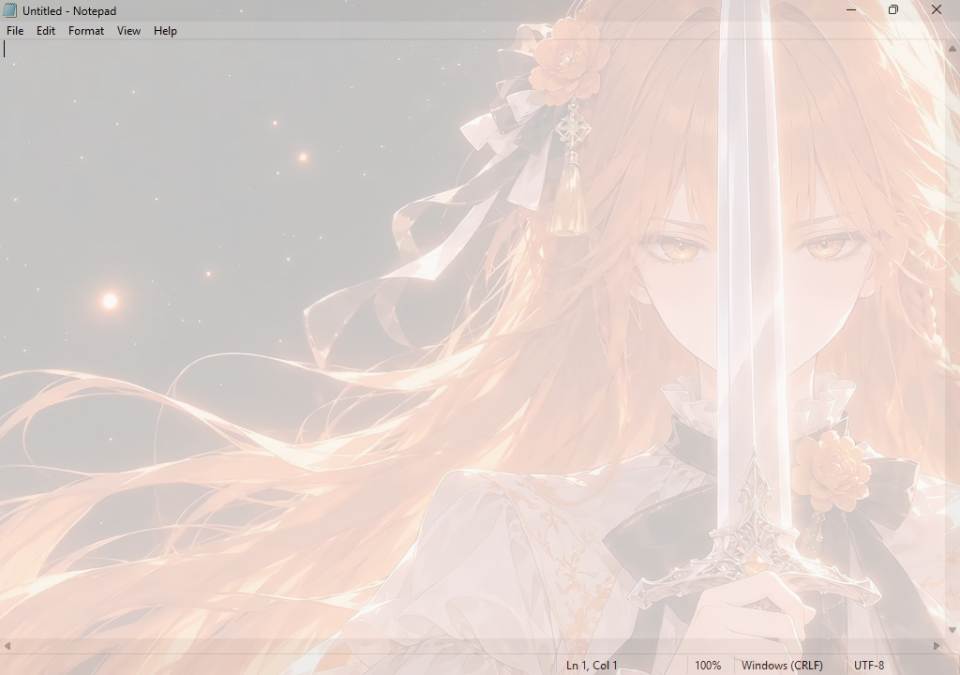 Untitled - Notepad
File Edit Format View Help
Ln 1, Col 1 100% Windows (CRLF) UTF-8